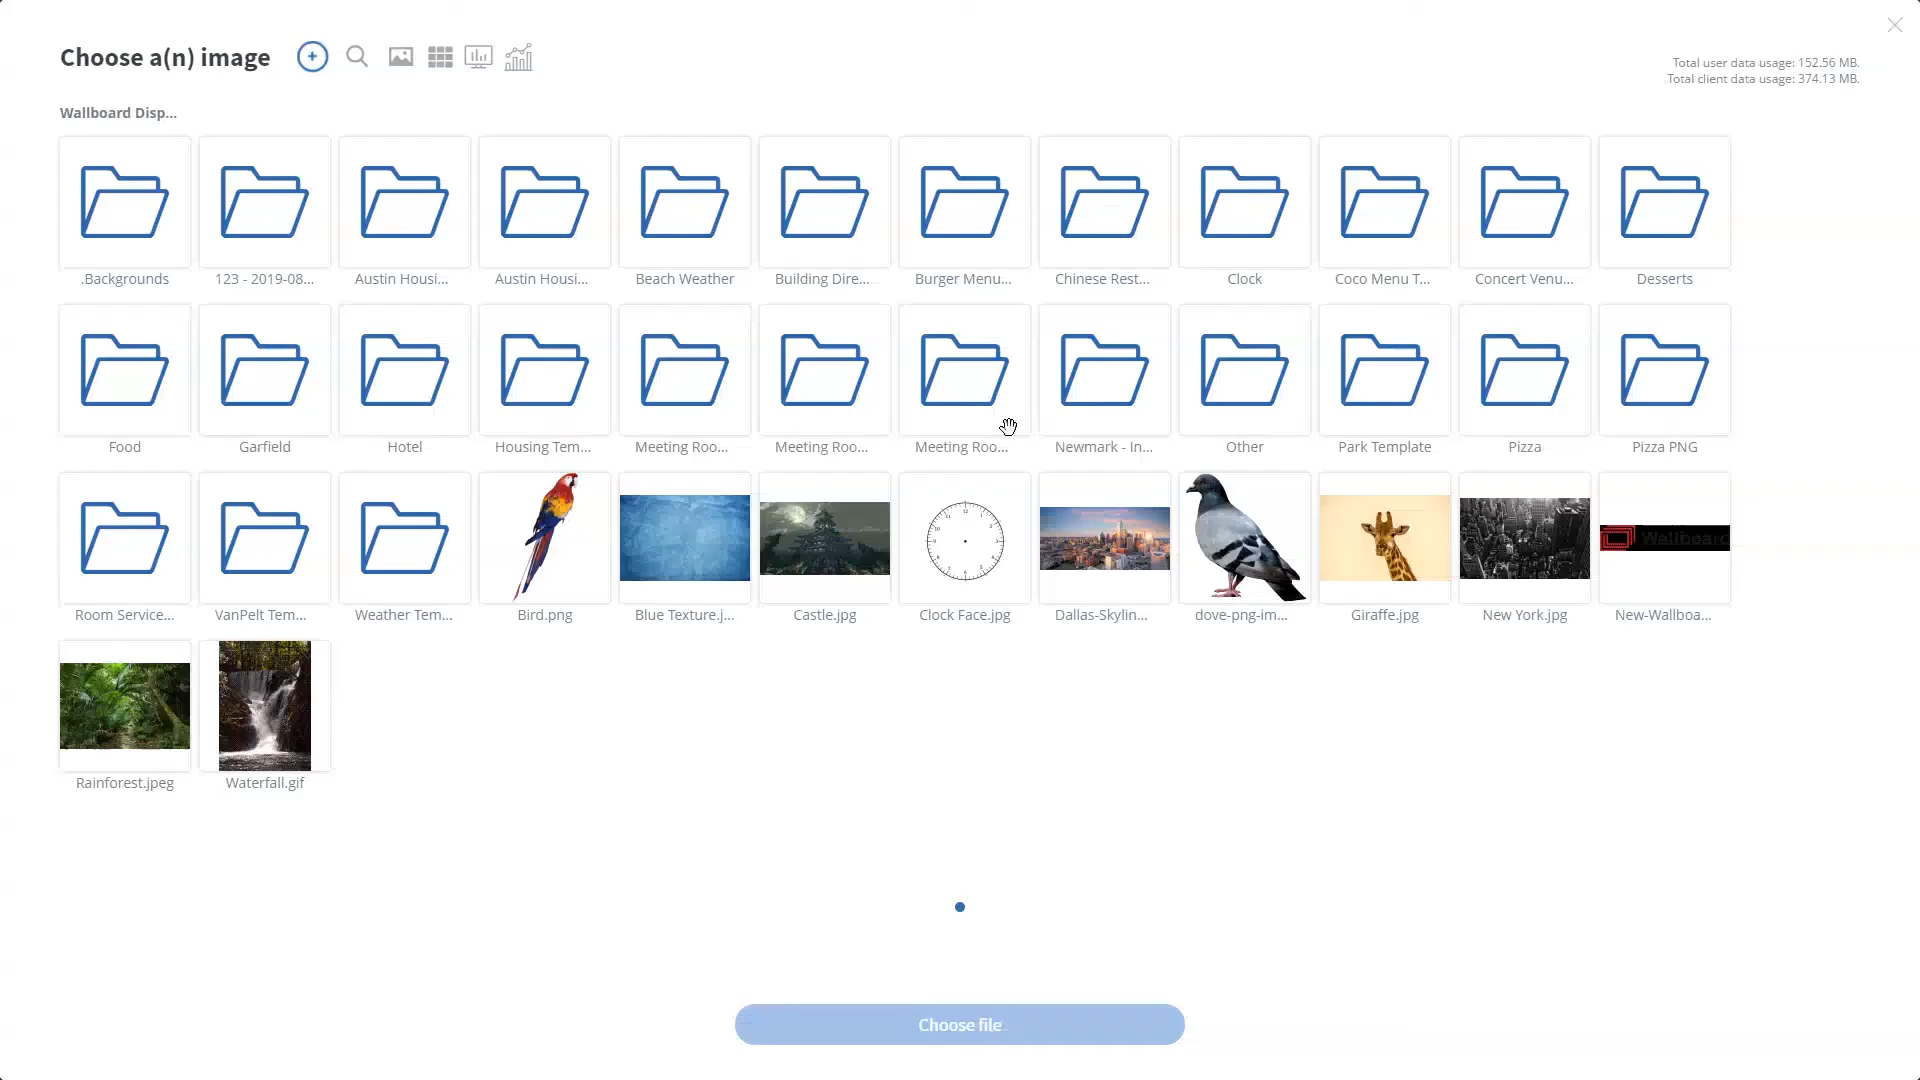 Choose a(n) image
Total user data usage: 152.56 MB.
Total client data usage: 374.13 MB.
Wallboard Disp...
.Backgrounds
123 - 2019-08...
Austin Housi...
Austin Housi...
Beach Weather
Building Dire...
Burger Menu...
Chinese Rest...
Clock
Coco Menu T...
Concert Venu...
Desserts
Food
Garfield
Hotel
Housing Tem...
Meeting Roo...
Meeting Roo...
Meeting Roo...
Newmark - In...
Other
Park Template
Pizza
Pizza PNG
Wallboard
Room Service...
VanPelt Tem...
Weather Tem...
Bird.png
Blue Texture.j...
Castle.jpg
Clock Face.jpg
Dallas-Skylin...
dove-png-im...
Giraffe.jpg
New York.jpg
New-Wallboa...
Rainforest.jpeg
Waterfall.gif
Choose file